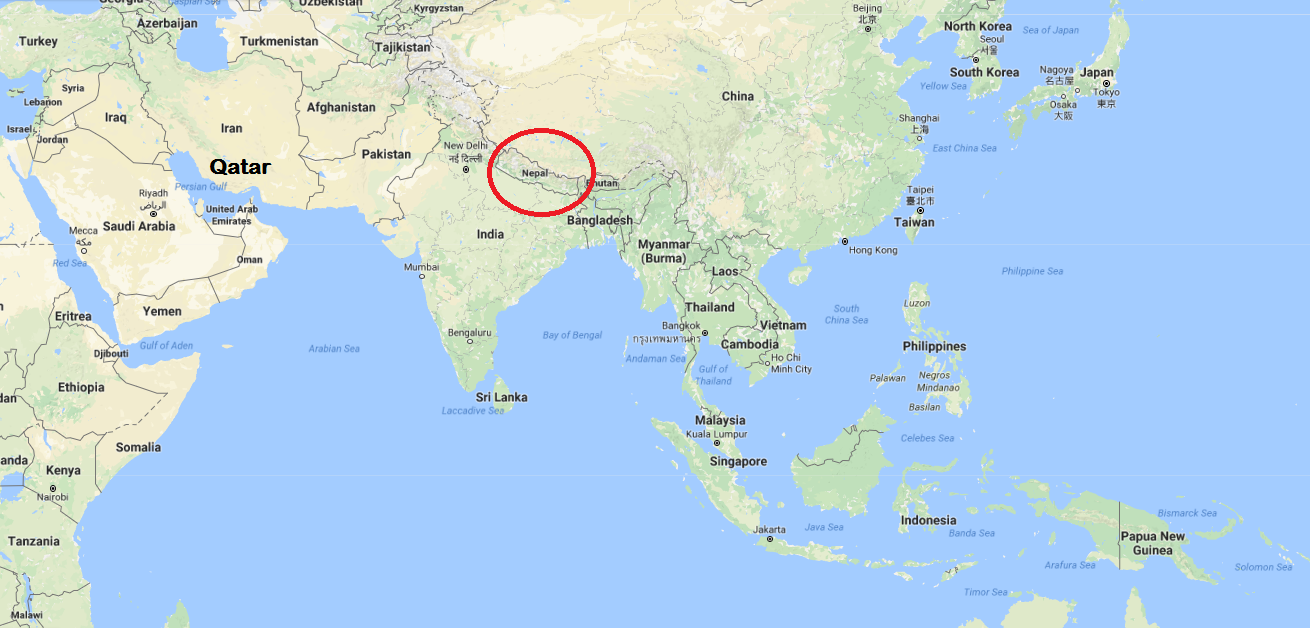 Georgia
Caspian Sea
Uzbekistan
Kyrgyzstan
Azerbaijan
Turkey
Turkmenistan
Tajikistan
Beijing
北京
North Korea
Seoul
서울
South Korea
Sea of Japan
Nagoya
名古屋
Japan
Tokyo
東京
Osaka
大阪
Yellow Sea
China
Syria
Lebanon
Iraq
Iran
Afghanistan
Israel
Jordan
Pakistan
New Delhi
नई दिल्ली
Nepal
Bhutan
Shanghai
上海
East China Sea
Qatar
Persian Gulf
Riyadh
الرياض
Saudi Arabia
United Arab
Emirates
Mecca
مكة
Red Sea
Oman
India
Bangladesh
Myanmar
(Burma)
Taipei
臺北市
Taiwan
Hong Kong
Mumbai
Laos
Philippine Sea
Yemen
Eritrea
Djibouti
Gulf of Aden
Arabian Sea
Bengaluru
Bay of Bengal
Thailand
Bangkok
กรุงเทพมหานคร
Andaman Sea
Vietnam
Cambodia
Ho Chi
Minh City
Gulf of
Thailand
South
China Sea
Luzon
Philippines
Palawan
Negros
Mindanao
Basilan
Ethiopia
Sri Lanka
Laccadive Sea
Malaysia
Kuala Lumpur
Singapore
Celebes Sea
Somalia
dan
anda
Kenya
Nairobi
Tanzania
Malawi
Jakarta
Java Sea
Indonesia
Banda Sea
Bismarck Sea
Papua New
Guinea
Arafura Sea
Solomon Sea
Timor Sea